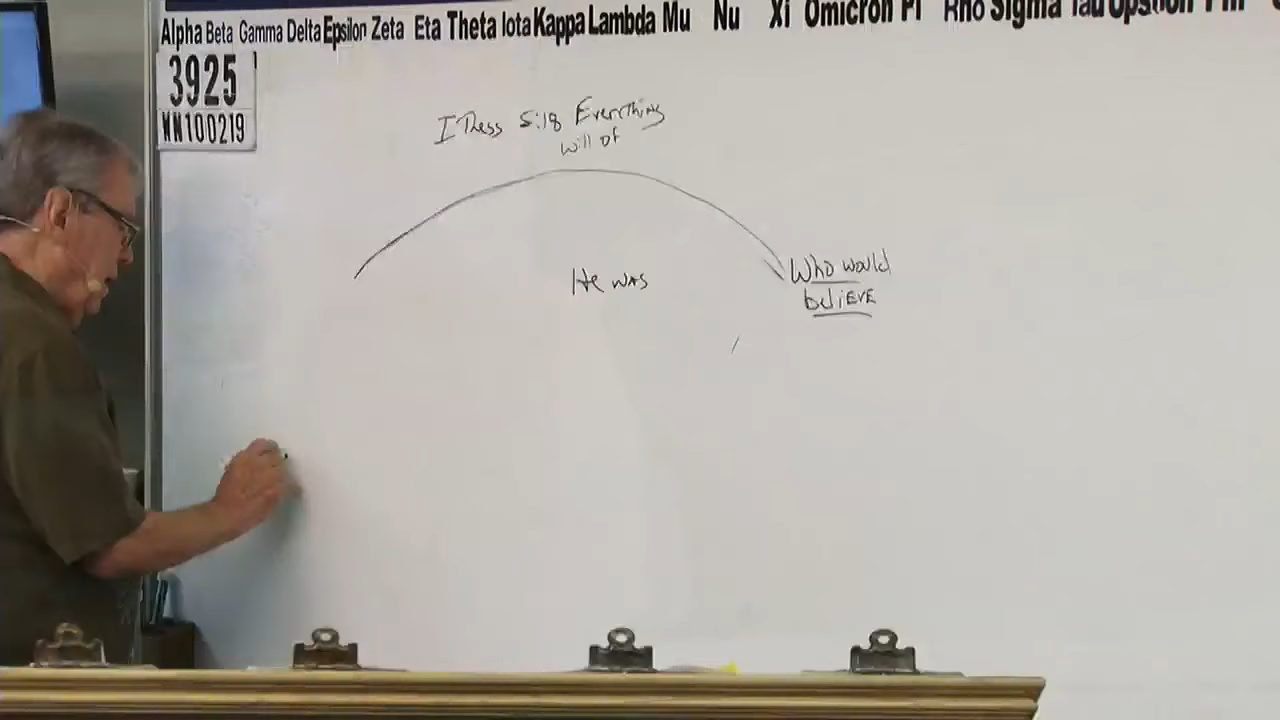 Alpha Beta Gamma Delta Epsilon Zeta Eta Theta Iota Kappa Lambda Mu Nu Xi Omicron Pi Rho Sigma Tau Upsilon Phi
3925
WN100219
I Thess 5:18 Everything
will of
He was
Who would
beliEVE